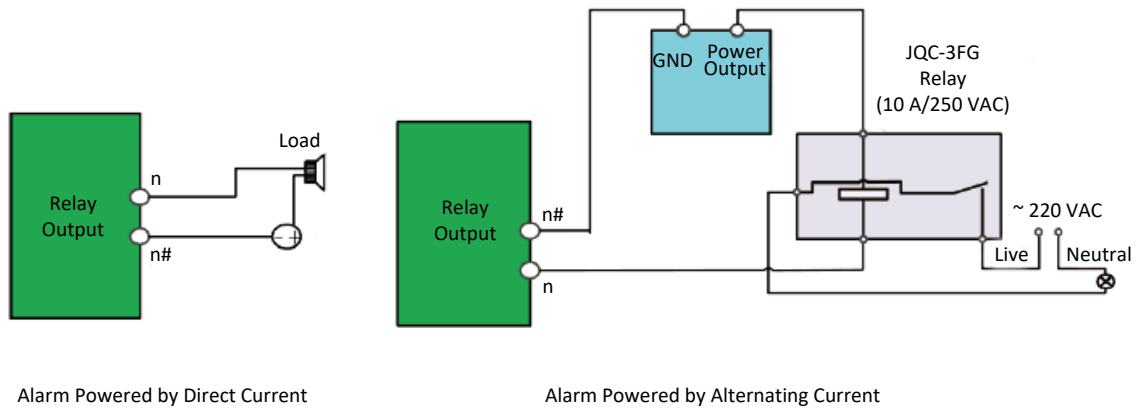 Relay
Output
n
n#
Load
Alarm Powered by Direct Current
Relay
Output
n#
n
GND
Power
Output
JQC-3FG
Relay
(10 A/250 VAC)
~ 220 VAC
Live
Neutral
Alarm Powered by Alternating Current